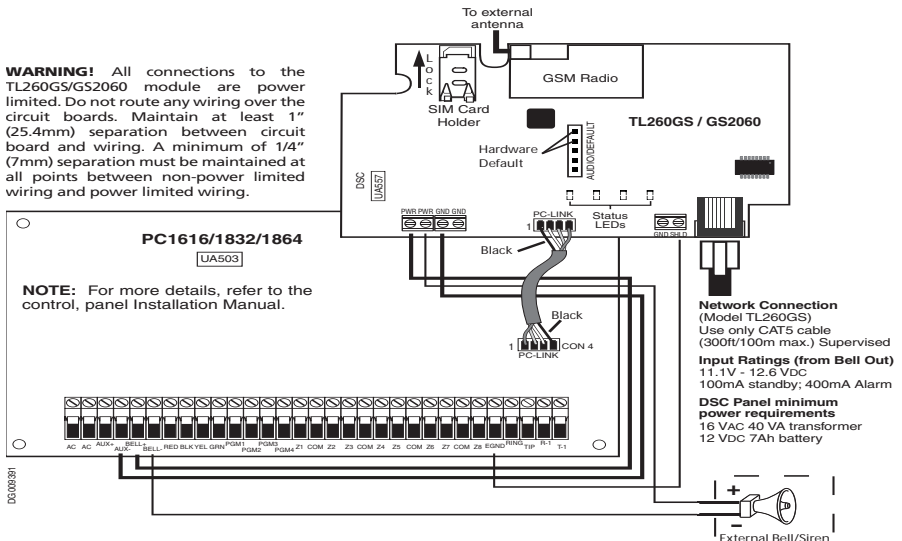 To external
antenna
WARNING! All connections to the
TL260GS/GS2060 module are power
limited. Do not route any wiring over the
circuit boards. Maintain at least 1”
(25.4mm) separation between circuit
board and wiring. A minimum of 1/4”
(7mm) separation must be maintained at
all points between non-power limited
wiring and power limited wiring.
Lock
SIM Card
Holder
GSM Radio
TL260GS / GS2060
Hardware
Default
AUDIO/DEFAULT
DSC
UA557
PWR PWR GND GND
PC-LINK
1
Status
LEDs
GND SHLD
Black
PC1616/1832/1864
UA503
NOTE: For more details, refer to the
control, panel Installation Manual.
Black
1
CON 4
PC-LINK
Network Connection
(Model TL260GS)
Use only CAT5 cable
(300ft/100m max.) Supervised
Input Ratings (from Bell Out)
11.1V - 12.6 VDC
100mA standby; 400mA Alarm
DSC Panel minimum
power requirements
16 VAC 40 VA transformer
12 VDC 7Ah battery
AC AC AUX+ AUX- BELL+ BELL- RED BLK YEL GRN PGM1 PGM2 PGM3 PGM4 Z1 COM Z2 Z3 COM Z4 Z5 COM Z6 Z7 COM Z8 EGND RING TIP R-1 T-1
DG009391
+
–
External Bell/Siren